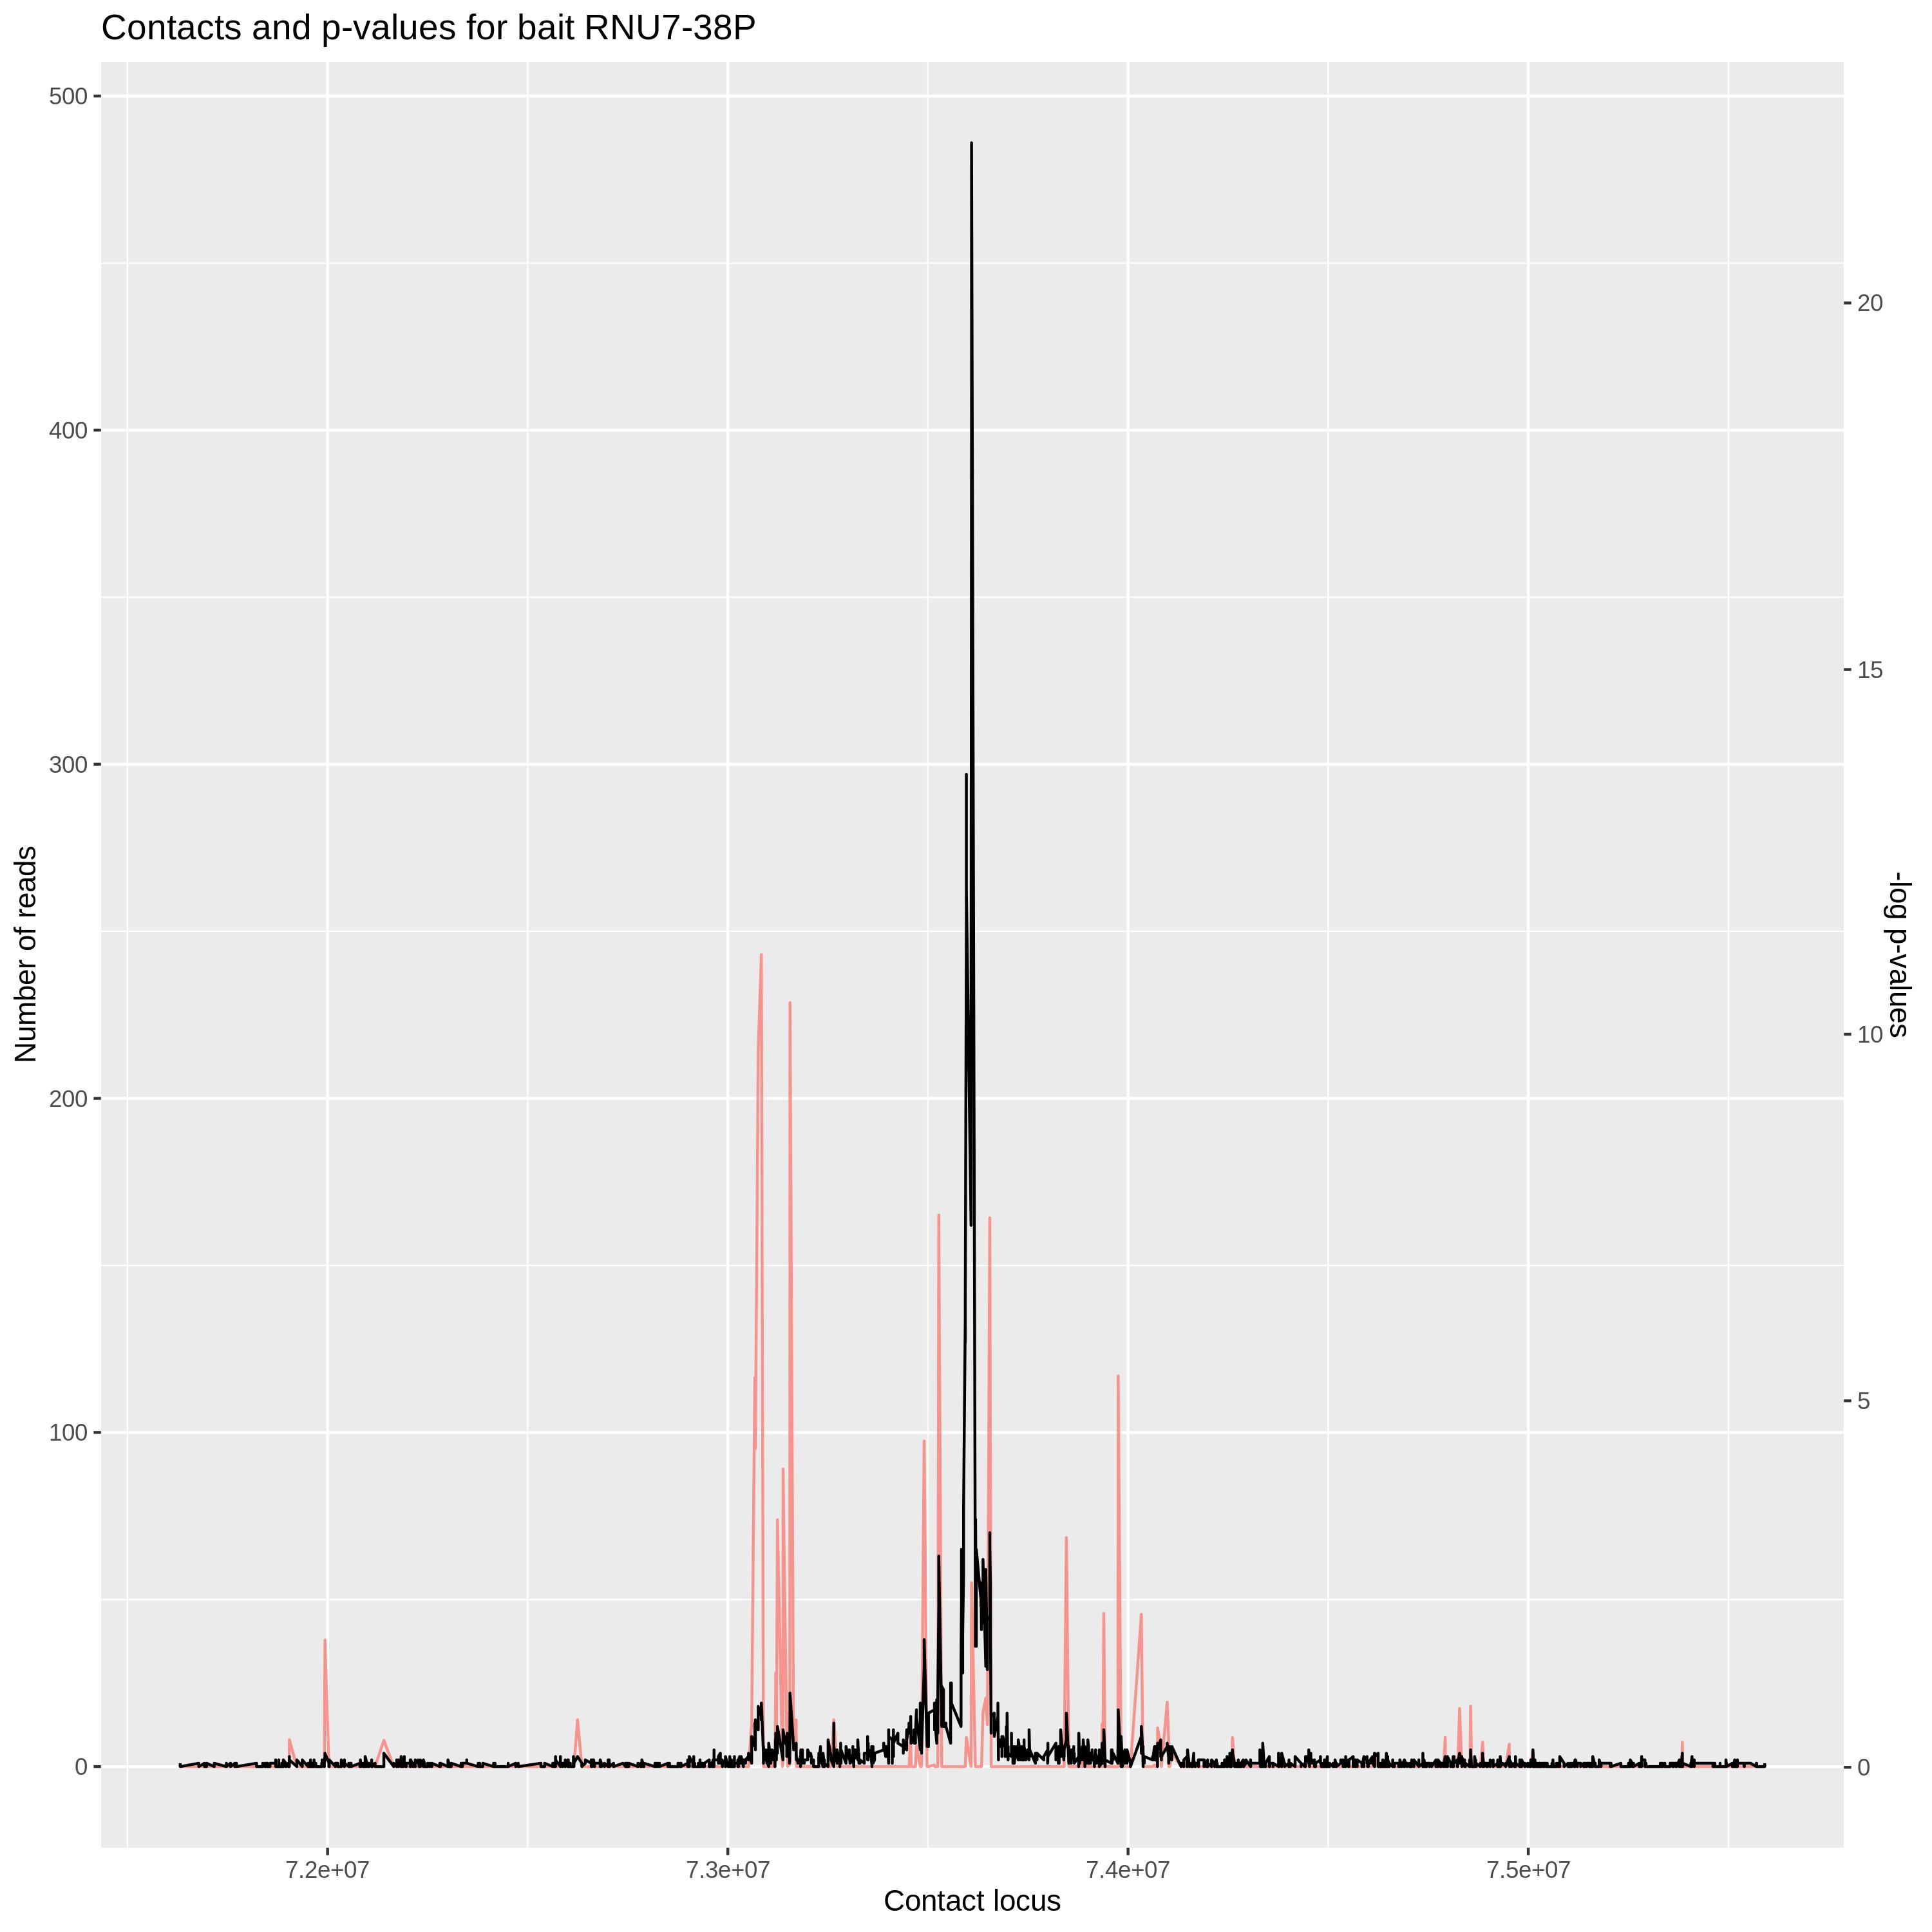 Contacts and p-values for bait RNU7-38P
500
400
300
200
100
0
Number of reads
20
15
10
5
0
-log p-values
7.2e+07
7.3e+07
7.4e+07
7.5e+07
Contact locus